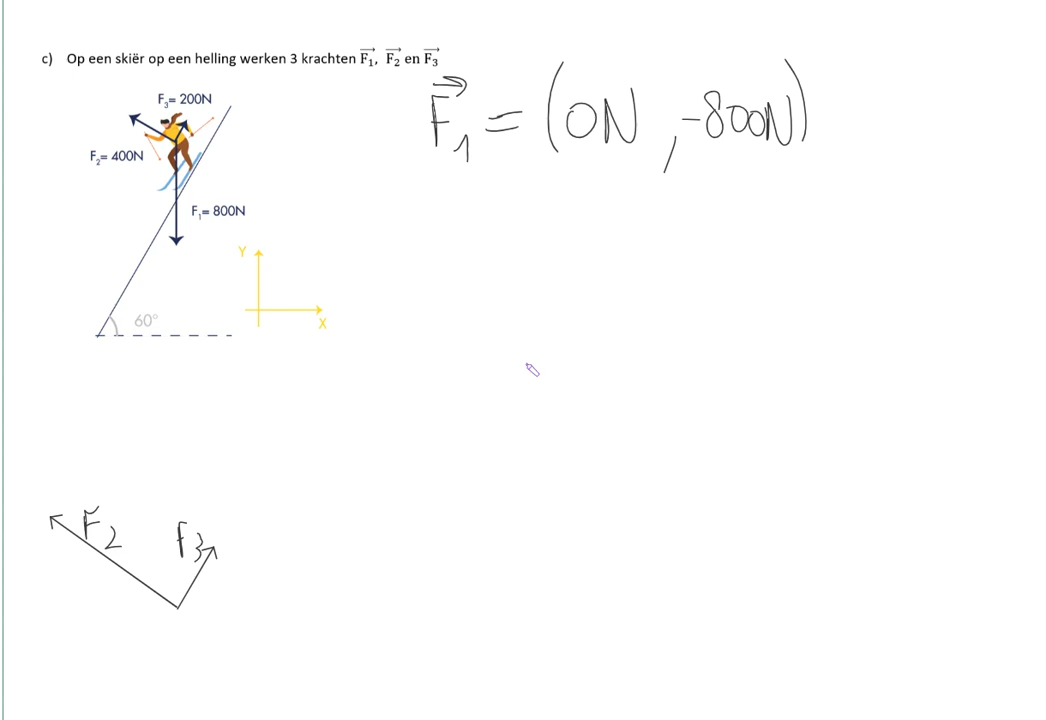 c) Op een skiër op een helling werken 3 krachten F₁, F₂ en F₃
F₃= 200N
F₂= 400N
F₁= 800N
Y
X
60°
F₁ = (0N, -800N)
F₂
F₃